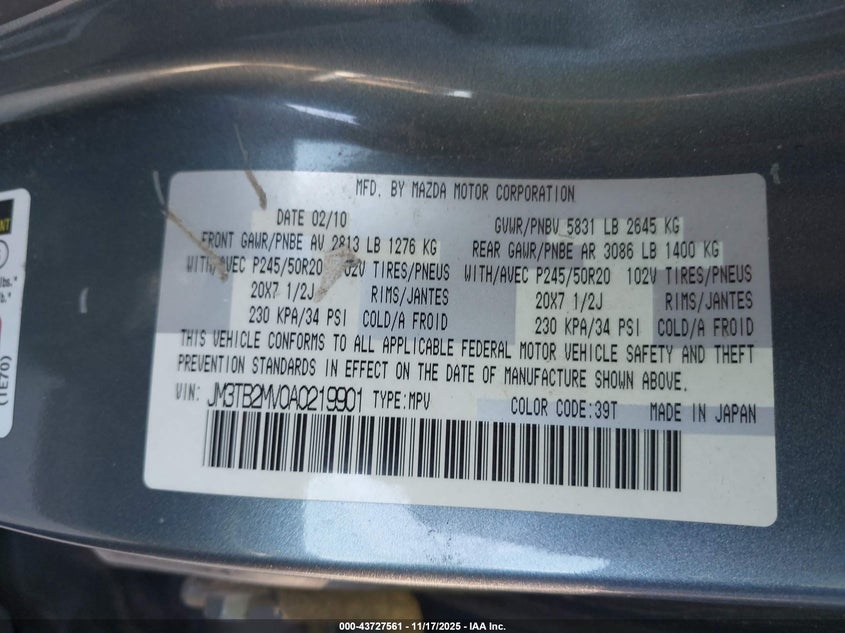 MFD. BY MAZDA MOTOR CORPORATION
DATE 02/10 GVWR/PNBV 5831 LB 2645 KG
FRONT GAWR/PNBE AV 2813 LB 1276 KG REAR GAWR/PNBE AR 3086 LB 1400 KG
WITH/AVEC P245/50R20 102V TIRES/PNEUS WITH/AVEC P245/50R20 102V TIRES/PNEUS
20X7 1/2J RIMS/JANTES 20X7 1/2J RIMS/JANTES
230 KPA/34 PSI COLD/A FROID 230 KPA/34 PSI COLD/A FROID
THIS VEHICLE CONFORMS TO ALL APPLICABLE FEDERAL MOTOR VEHICLE SAFETY AND THEFT
PREVENTION STANDARDS IN EFFECT ON THE DATE OF MANUFACTURE SHOWN ABOVE.
VIN: JM3TB2MV0A0219901 TYPE:MPV COLOR CODE:39T MADE IN JAPAN
lbs.*
(TE70)
000-43727561 - 11/17/2025 - IAA Inc.